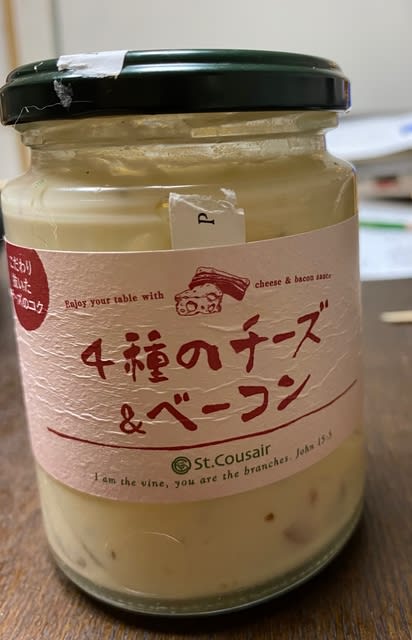 こだわり
Enjoy your table with cheese & bacon sauce
4種のチーズ
&ベーコン
St.Cousair
I am the vine, you are the branches. John 15-5
P